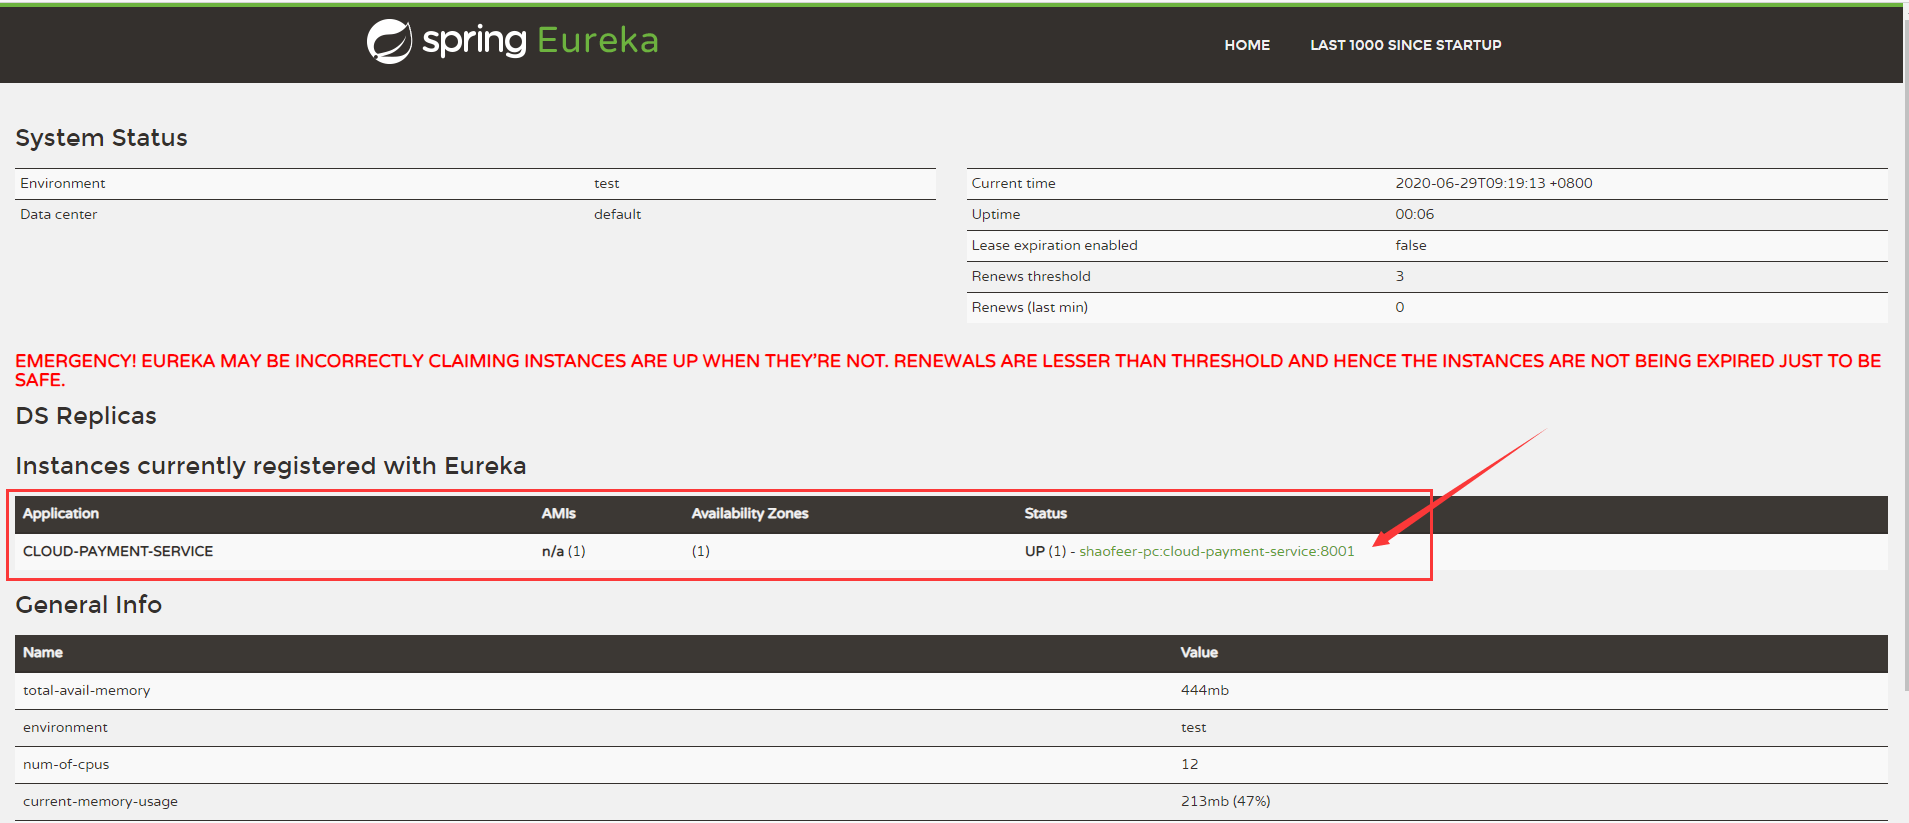 spring Eureka
HOME LAST 1000 SINCE STARTUP
System Status
Environment test
Data center default
Current time 2020-06-29T09:19:13 +0800
Uptime 00:06
Lease expiration enabled false
Renews threshold 3
Renews (last min) 0
EMERGENCY! EUREKA MAY BE INCORRECTLY CLAIMING INSTANCES ARE UP WHEN THEY'RE NOT. RENEWALS ARE LESSER THAN THRESHOLD AND HENCE THE INSTANCES ARE NOT BEING EXPIRED JUST TO BE
SAFE.
DS Replicas
Instances currently registered with Eureka
Application AMIs Availability Zones Status
CLOUD-PAYMENT-SERVICE n/a (1) (1) UP (1) - shaofeer-pc:cloud-payment-service:8001
General Info
Name Value
total-avail-memory 444mb
environment test
num-of-cpus 12
current-memory-usage 213mb (47%)